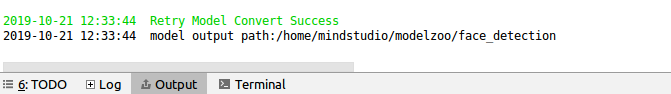 2019-10-21 12:33:44  Retry Model Convert Success
2019-10-21 12:33:44  model output path:/home/mindstudio/modelzoo/face_detection
6: TODO  Log  Output  Terminal